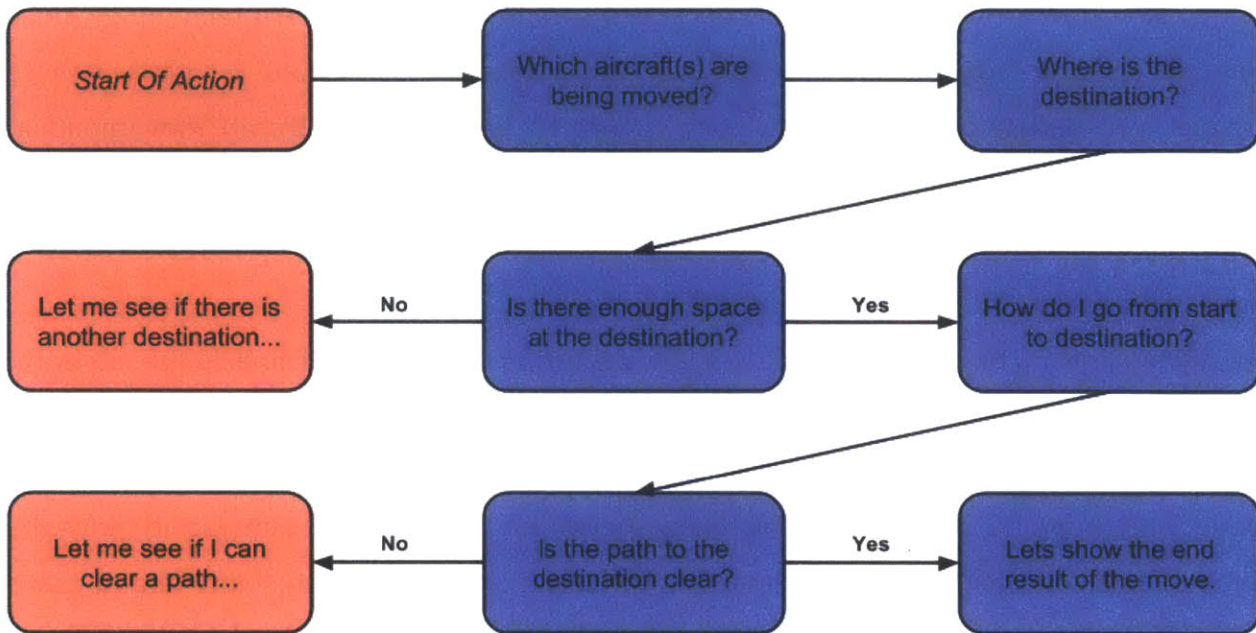 Start Of Action
Which aircraft(s) are
being moved?
Where is the
destination?
Let me see if there is
another destination...
No
Is there enough space
at the destination?
Yes
How do I go from start
to destination?
Let me see if I can
clear a path...
No
Is the path to the
destination clear?
Yes
Lets show the end
result of the move.